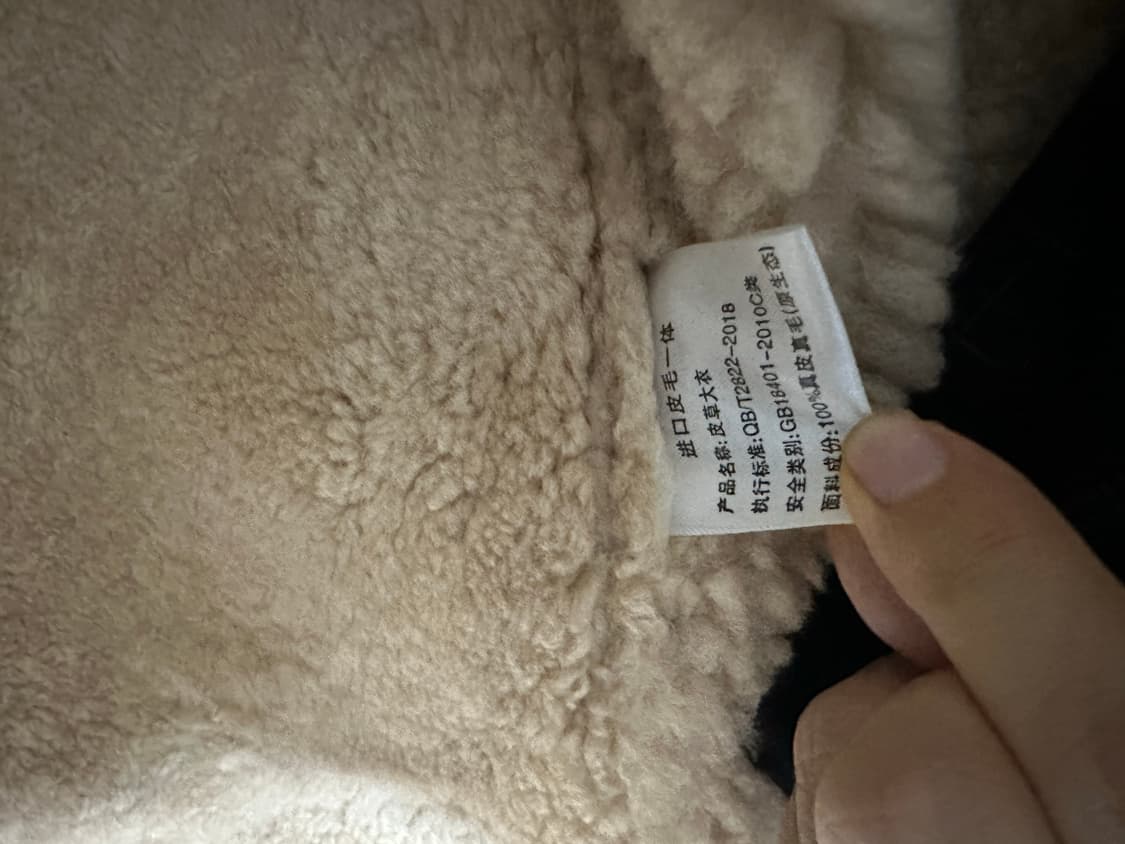 进口皮毛一体
产品名称:皮草大衣
执行标准:QB/T2822-2018
安全类别:GB18401-2010C类
面料成份:100%真皮真毛(原生态)